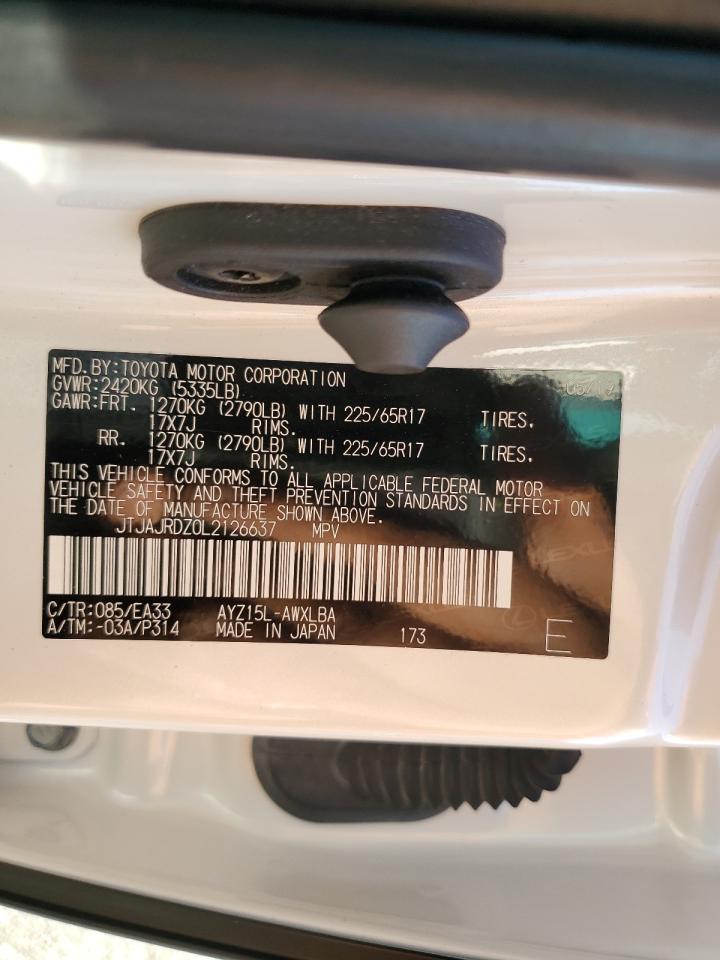 MFD. BY: TOYOTA MOTOR CORPORATION
GVWR: 2420KG (5335LB)
GAWR: FRT. 1270KG (2790LB) WITH 225/65R17 TIRES.
17X7J RIMS.
RR. 1270KG (2790LB) WITH 225/65R17 TIRES.
17X7J RIMS.
THIS VEHICLE CONFORMS TO ALL APPLICABLE FEDERAL MOTOR
VEHICLE SAFETY AND THEFT PREVENTION STANDARDS IN EFFECT ON
THE DATE OF MANUFACTURE SHOWN ABOVE.
JTJAJRDZ0L2126637 MPV
C/TR: 085/EA33 AYZ15L-AWXLBA
A/TM: -03A/P314 MADE IN JAPAN 173 E